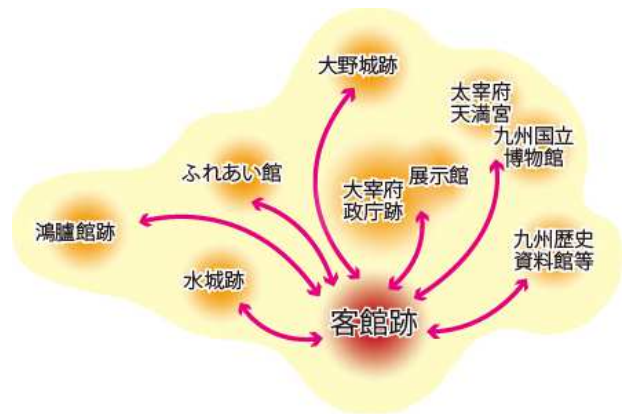 大野城跡
太宰府
天満宮
九州国立
博物館
ふれあい館
展示館
大宰府
政庁跡
鴻臚館跡
九州歴史
資料館等
水城跡
客館跡